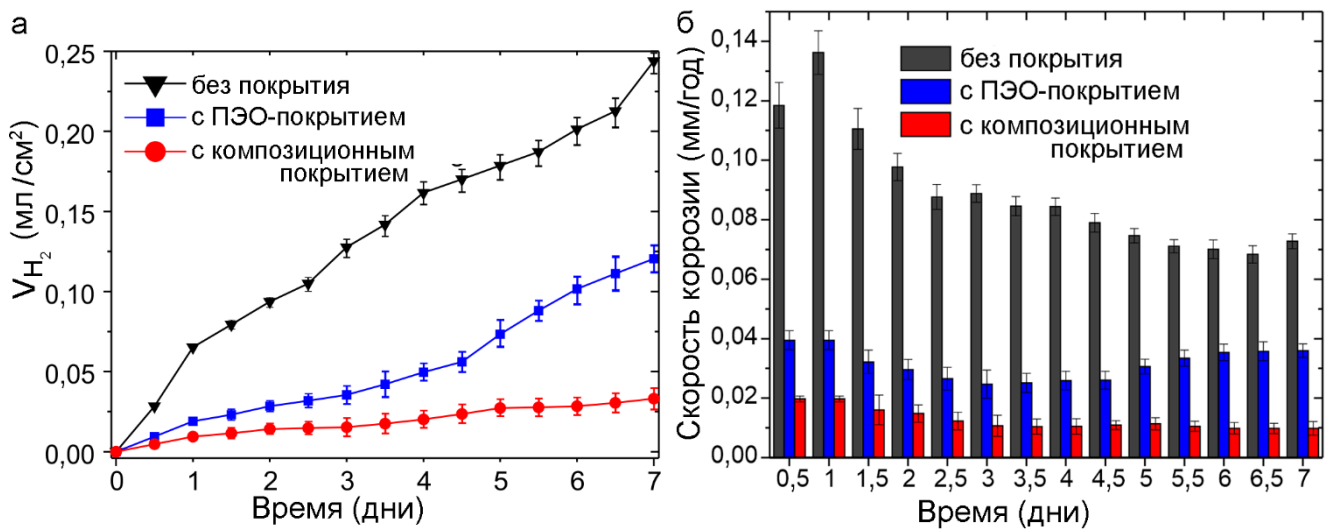 а
V_H₂ (мл/см²)
0,25
0,20
0,15
0,10
0,05
0,00
без покрытия
с ПЭО-покрытием
с композиционным
покрытием
0 1 2 3 4 5 6 7
Время (дни)
б
Скорость коррозии (мм/год)
0,14
0,12
0,10
0,08
0,06
0,04
0,02
0,00
без покрытия
с ПЭО-покрытием
с композиционным
покрытием
0,5 1 1,5 2 2,5 3 3,5 4 4,5 5 5,5 6 6,5 7
Время (дни)